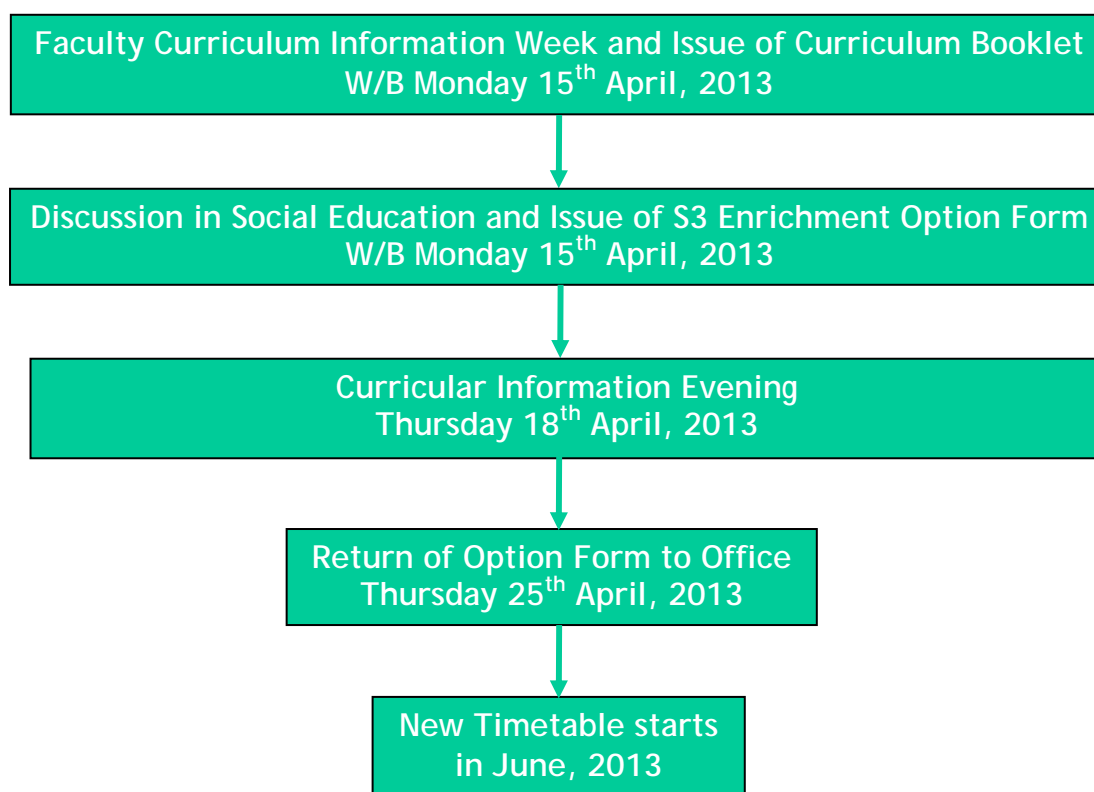 Faculty Curriculum Information Week and Issue of Curriculum Booklet
W/B Monday 15th April, 2013
Discussion in Social Education and Issue of S3 Enrichment Option Form
W/B Monday 15th April, 2013
Curricular Information Evening
Thursday 18th April, 2013
Return of Option Form to Office
Thursday 25th April, 2013
New Timetable starts
in June, 2013